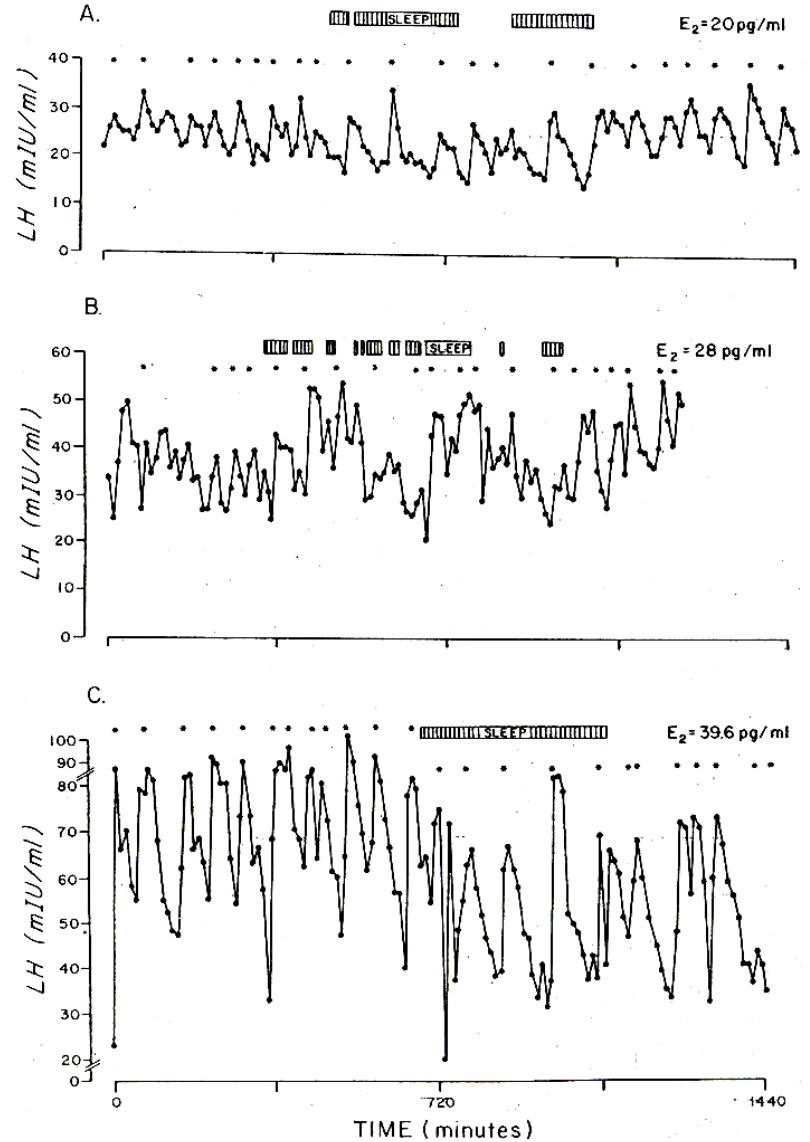 A.
SLEEP
E₂ = 20 pg/ml
* * * * * * * * * * * * * * * * * * * * * *
40
30
20
10
0
LH (mIU/ml)
B.
SLEEP
E₂ = 28 pg/ml
60
50
40
30
20
10
0
LH (mIU/ml)
C.
SLEEP
E₂ = 39.6 pg/ml
100
90
80
70
60
50
40
30
20
0
LH (mIU/ml)
0 720 1440
TIME (minutes)